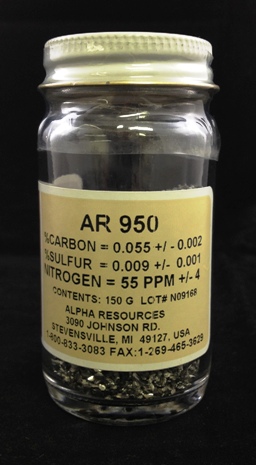 AR 950
%CARBON = 0.055 +/- 0.002
%SULFUR = 0.009 +/- 0.001
NITROGEN = 55 PPM +/- 4
CONTENTS: 150 G LOT# N09168
ALPHA RESOURCES
3090 JOHNSON RD.
STEVENSVILLE, MI 49127. USA
1-800-833-3083 FAX:1-269-465-3629